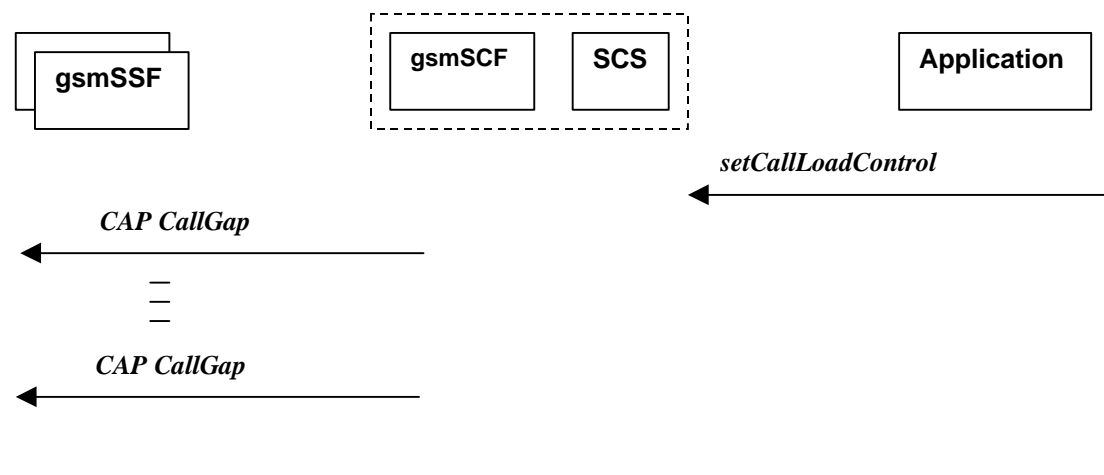 gsmSSF
gsmSCF
SCS
Application
setCallLoadControl
CAP CallGap
CAP CallGap